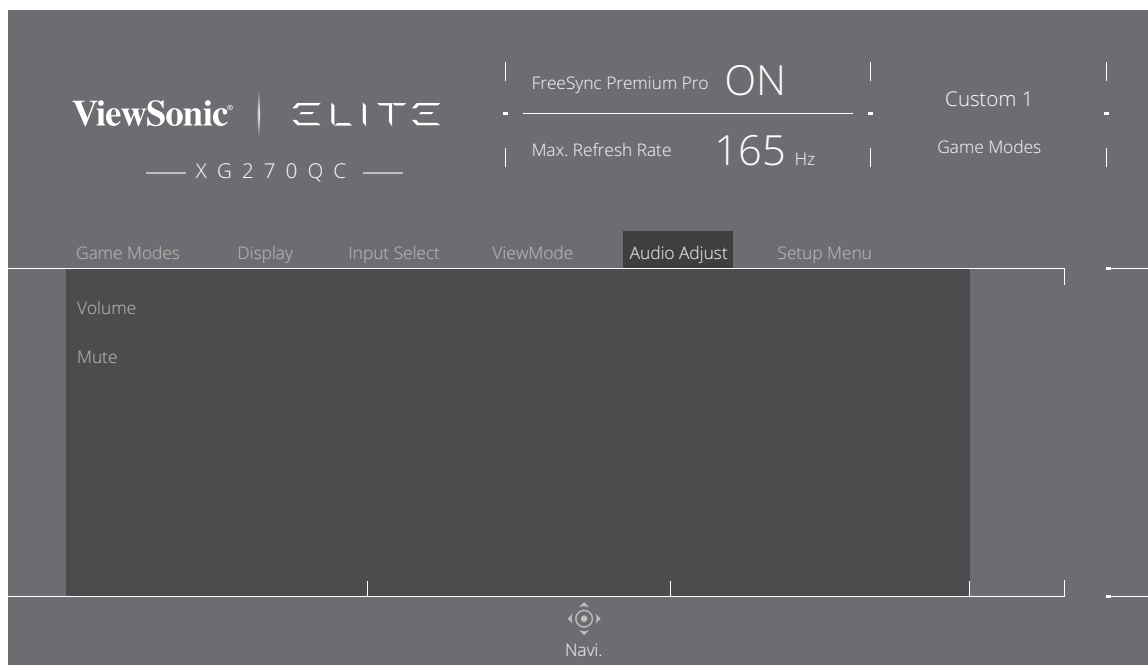 ViewSonic® | ELITE
XG270QC
FreeSync Premium Pro ON
Max. Refresh Rate 165 Hz
Custom 1
Game Modes
Game Modes Display Input Select ViewMode Audio Adjust Setup Menu
Volume
Mute
Navi.